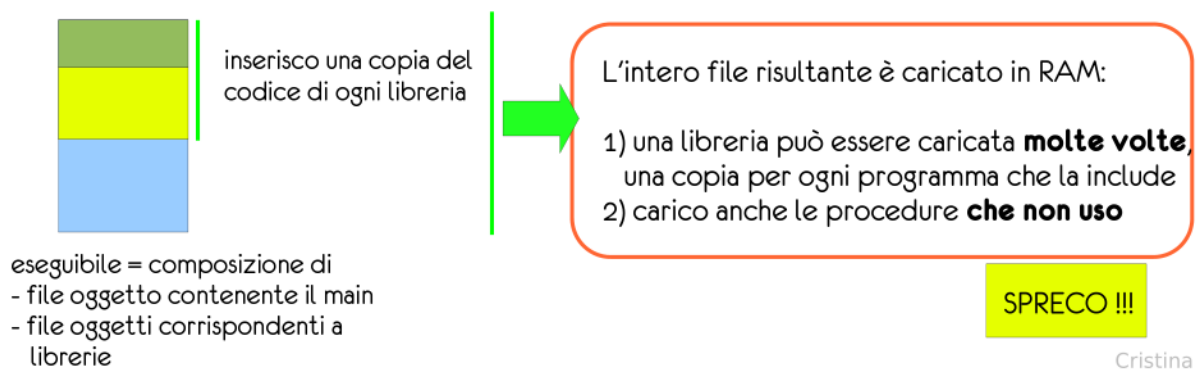 inserisco una copia del
codice di ogni libreria
L'intero file risultante è caricato in RAM:
1) una libreria può essere caricata molte volte,
una copia per ogni programma che la include
2) carico anche le procedure che non uso
eseguibile = composizione di
- file oggetto contenente il main
- file oggetti corrispondenti a
librerie
SPRECO !!!
Cristina